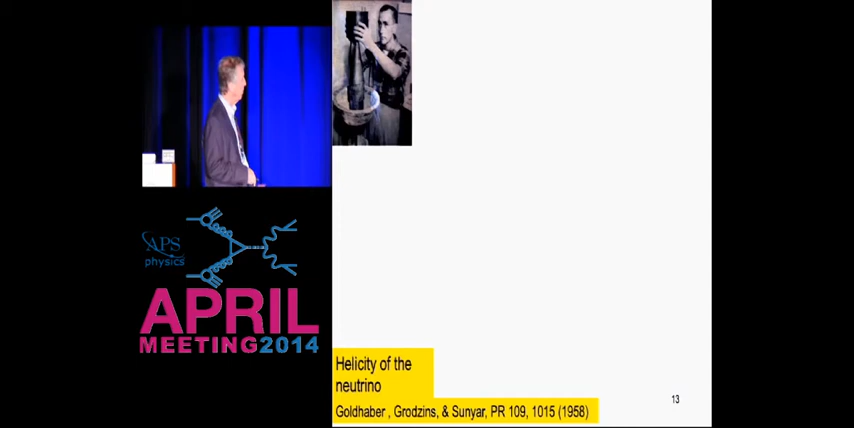 APS
physics
APRIL
MEETING2014
Helicity of the
neutrino
Goldhaber , Grodzins, & Sunyar, PR 109, 1015 (1958)
13